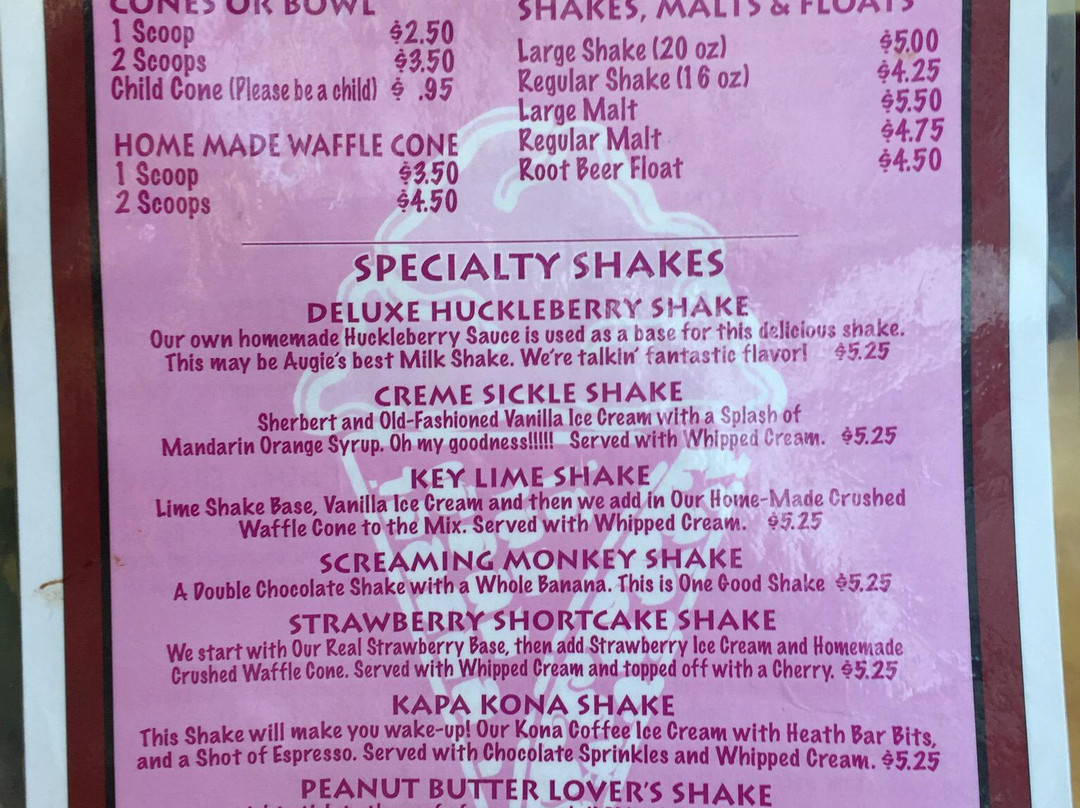 CONES OR BOWL
1 Scoop $2.50
2 Scoops $3.50
Child Cone (Please be a child) $ .95
HOME MADE WAFFLE CONE
1 Scoop $3.50
2 Scoops $4.50
SHAKES, MALTS & FLOATS
Large Shake (20 oz) $5.00
Regular Shake (16 oz) $4.25
Large Malt $5.50
Regular Malt $4.75
Root Beer Float $4.50
SPECIALTY SHAKES
DELUXE HUCKLEBERRY SHAKE
Our own homemade Huckleberry Sauce is used as a base for this delicious shake.
This may be Augie's best Milk Shake. We're talkin' fantastic flavor! $5.25
CREME SICKLE SHAKE
Sherbert and Old-Fashioned Vanilla Ice Cream with a Splash of
Mandarin Orange Syrup. Oh my goodness!!!!! Served with Whipped Cream. $5.25
KEY LIME SHAKE
Lime Shake Base, Vanilla Ice Cream and then we add in Our Home-Made Crushed
Waffle Cone to the Mix. Served with Whipped Cream. $5.25
SCREAMING MONKEY SHAKE
A Double Chocolate Shake with a Whole Banana. This is One Good Shake $5.25
STRAWBERRY SHORTCAKE SHAKE
We start with Our Real Strawberry Base, then add Strawberry Ice Cream and Homemade
Crushed Waffle Cone. Served with Whipped Cream and topped off with a Cherry. $5.25
KAPA KONA SHAKE
This Shake will make you wake-up! Our Kona Coffee Ice Cream with Heath Bar Bits,
and a Shot of Espresso. Served with Chocolate Sprinkles and Whipped Cream. $5.25
PEANUT BUTTER LOVER'S SHAKE